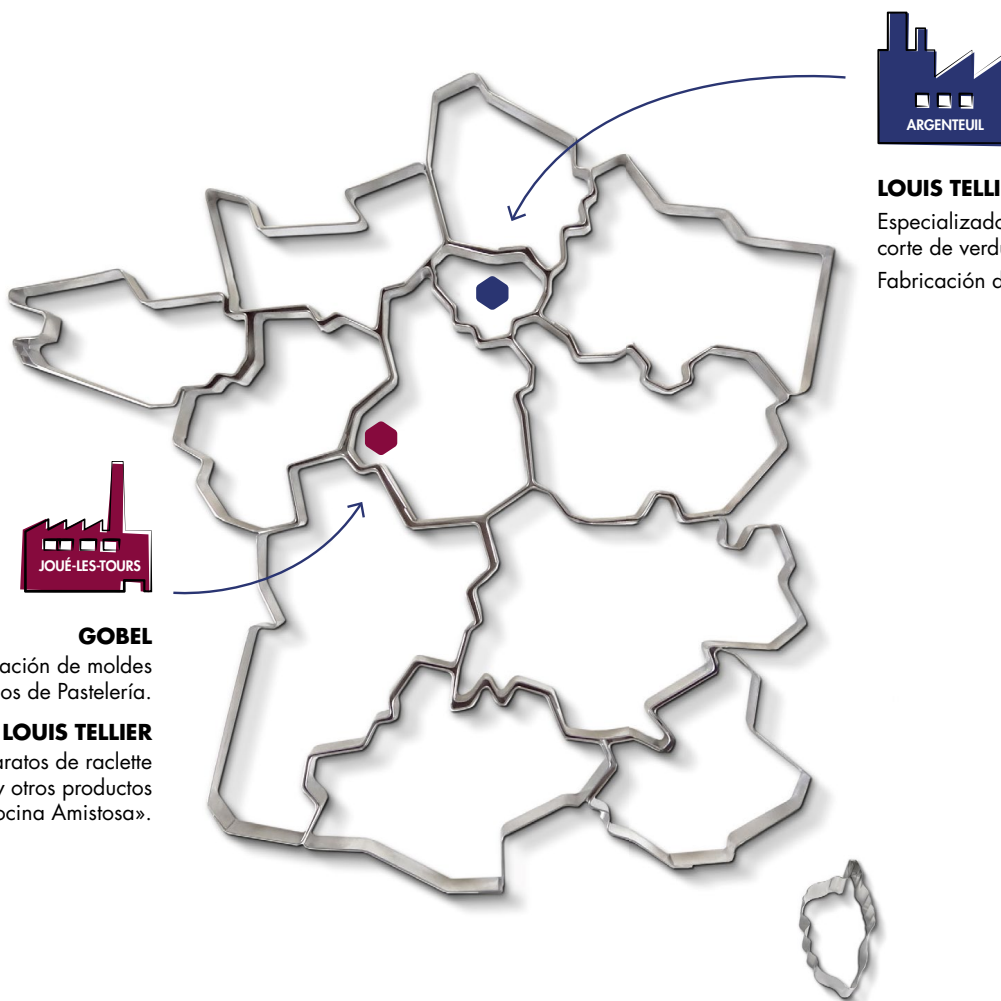 ARGENTEUIL
LOUIS TELLI
Especializado
corte de verdu
Fabricación d
JOUÉ-LES-TOURS
GOBEL
ación de moldes
os de Pastelería.
LOUIS TELLIER
aratos de raclette
y otros productos
ocina Amistosa».